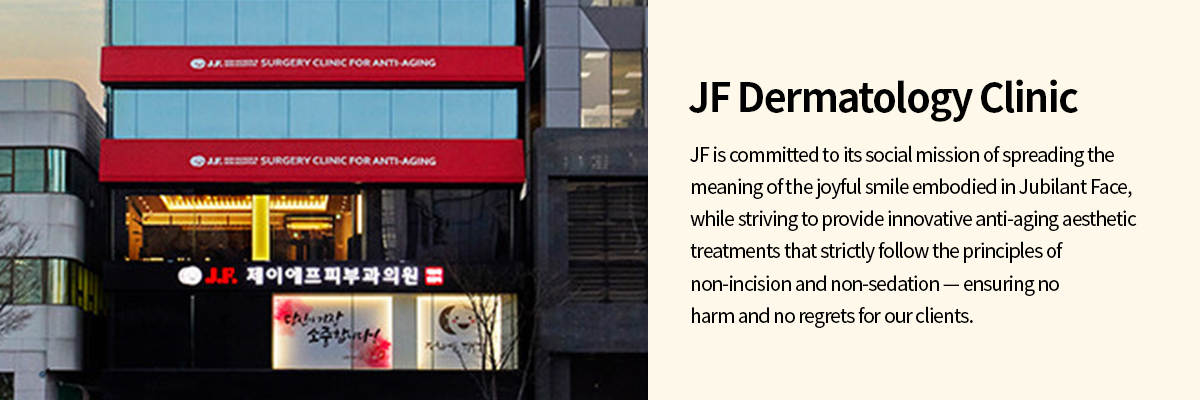 J.F. SURGERY CLINIC FOR ANTI-AGING
J.F. SURGERY CLINIC FOR ANTI-AGING
J.F. 제이에프피부과의원
당신이 가장
소중합니다!
JF Dermatology Clinic
JF is committed to its social mission of spreading the
meaning of the joyful smile embodied in Jubilant Face,
while striving to provide innovative anti-aging aesthetic
treatments that strictly follow the principles of
non-incision and non-sedation — ensuring no
harm and no regrets for our clients.